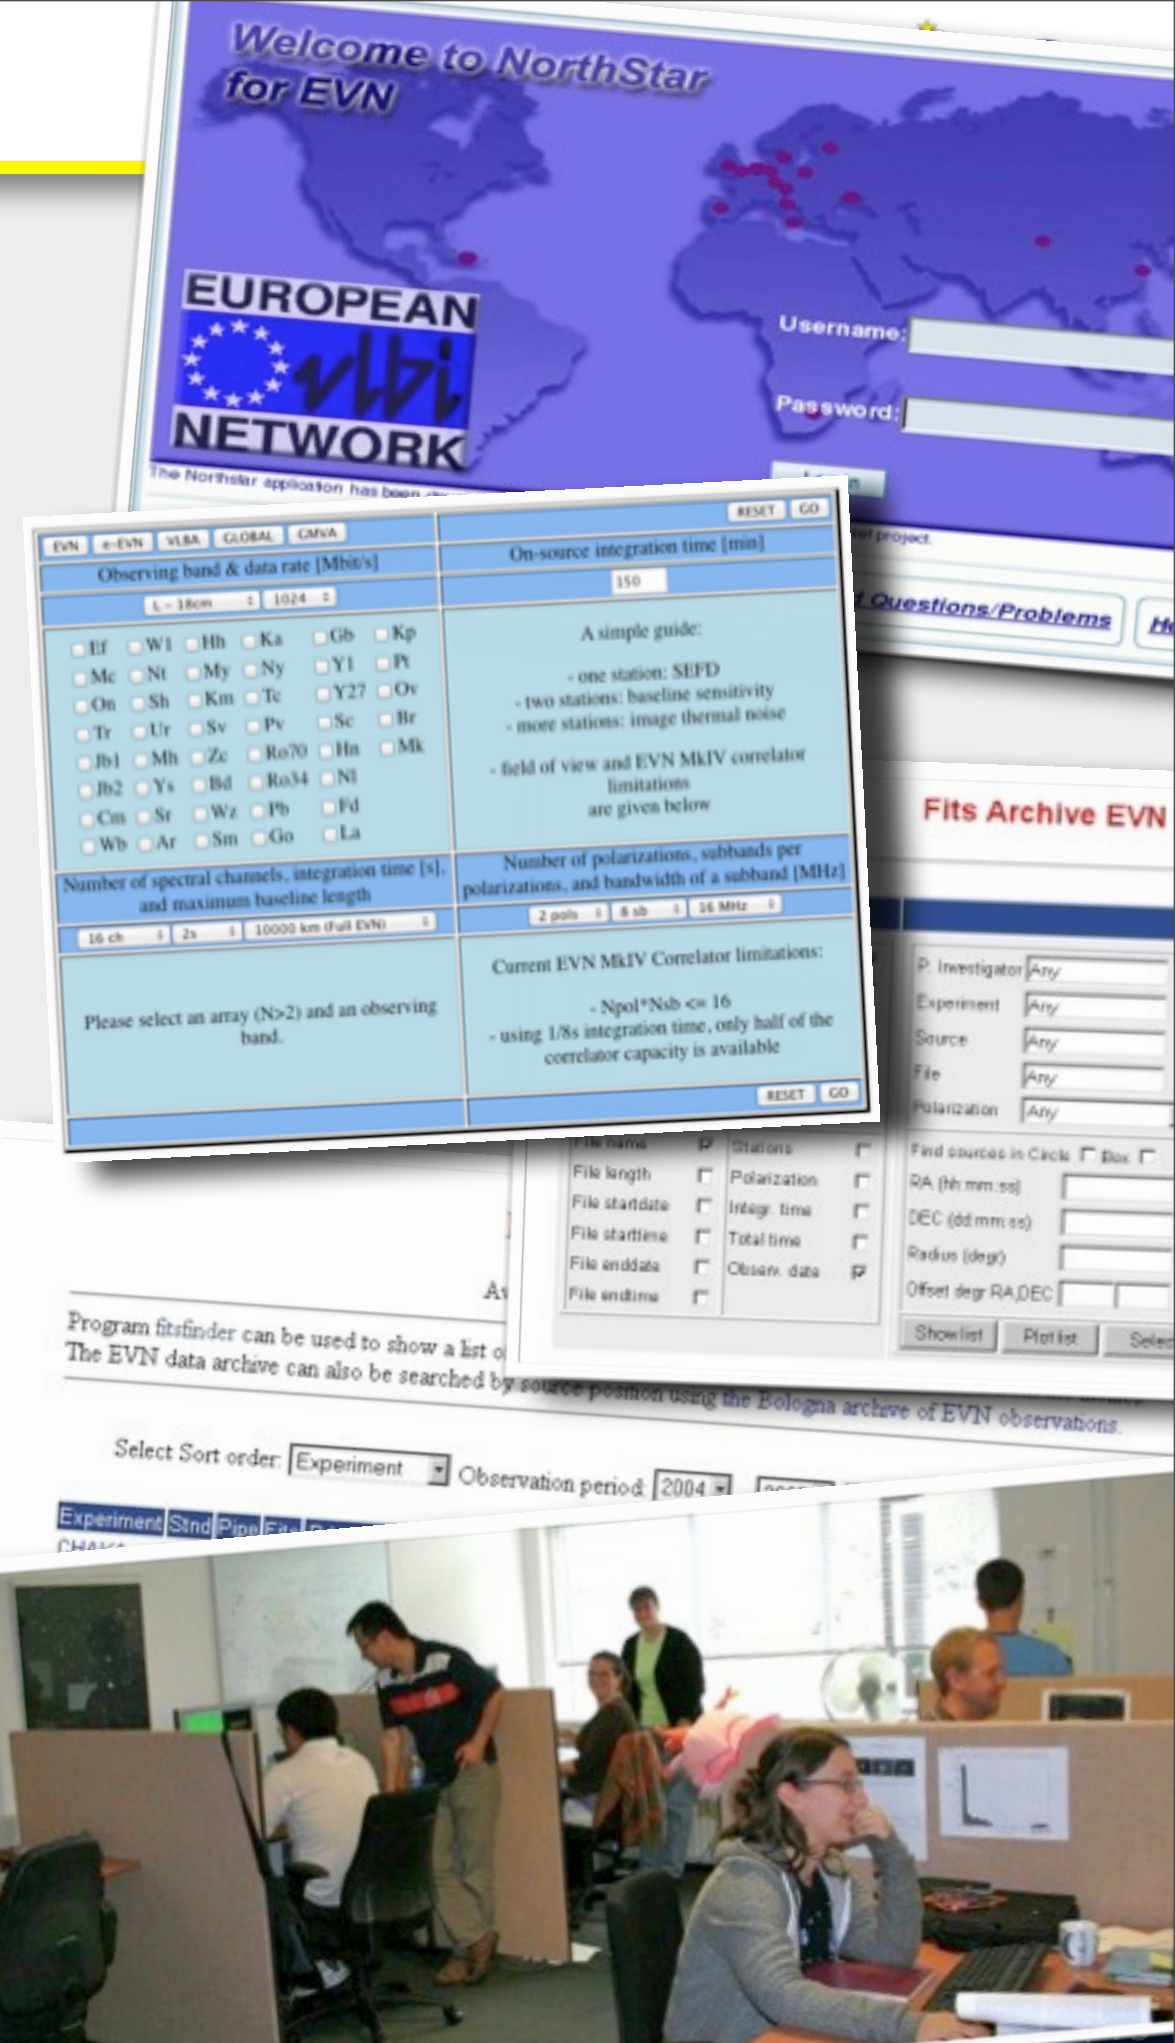 Welcome to NorthStar
for EVN
EUROPEAN
vlbi
NETWORK
Username:
Password:
The Northstar application has been
project.
Questions/Problems
EVN e-EVN VLBA GLOBAL GMVA
RESET GO
Observing band & data rate [Mbit/s]
On-source integration time [min]
L - 18cm 1024
150
Ef W1 Hh Ka Gb Kp
Mc Nt My Ny Y1 Pt
On Sh Km Tc Y27 Ov
Tr Ur Sv Pv Sc Br
Jb1 Mh Zc Ro70 Hn Mk
Jb2 Ys Bd Ro34 Nl
Cm Sr Wz Pb Fd
Wb Ar Sm Go La
A simple guide:
- one station: SEFD
- two stations: baseline sensitivity
- more stations: image thermal noise
- field of view and EVN MkIV correlator
limitations
are given below
Number of spectral channels, integration time [s],
and maximum baseline length
Number of polarizations, subbands per
polarizations, and bandwidth of a subband [MHz]
16 ch 2s 10000 km (Full EVN)
2 pols 8 sb 16 MHz
Please select an array (N>2) and an observing
band.
Current EVN MkIV Correlator limitations:
- Npol*Nsb <= 16
- using 1/8s integration time, only half of the
correlator capacity is available
RESET GO
Fits Archive EVN
P. Investigator Any
Experiment Any
Source Any
File Any
Polarization Any
Find sources in Circle Box
RA (hh:mm:ss)
DEC (dd:mm:ss)
Radius (degr)
Offset degr RA,DEC
Showlist Plotlist Selec
File name Stations
File length Polarization
File startdate Integr. time
File starttime Total time
File enddate Observ. date
File endtime
Program fitsfinder can be used to show a list o
The EVN data archive can also be searched by source position using the Bologna archive of EVN observations.
Select Sort order: Experiment Observation period: 2004
Experiment Stnd Pipe Fits